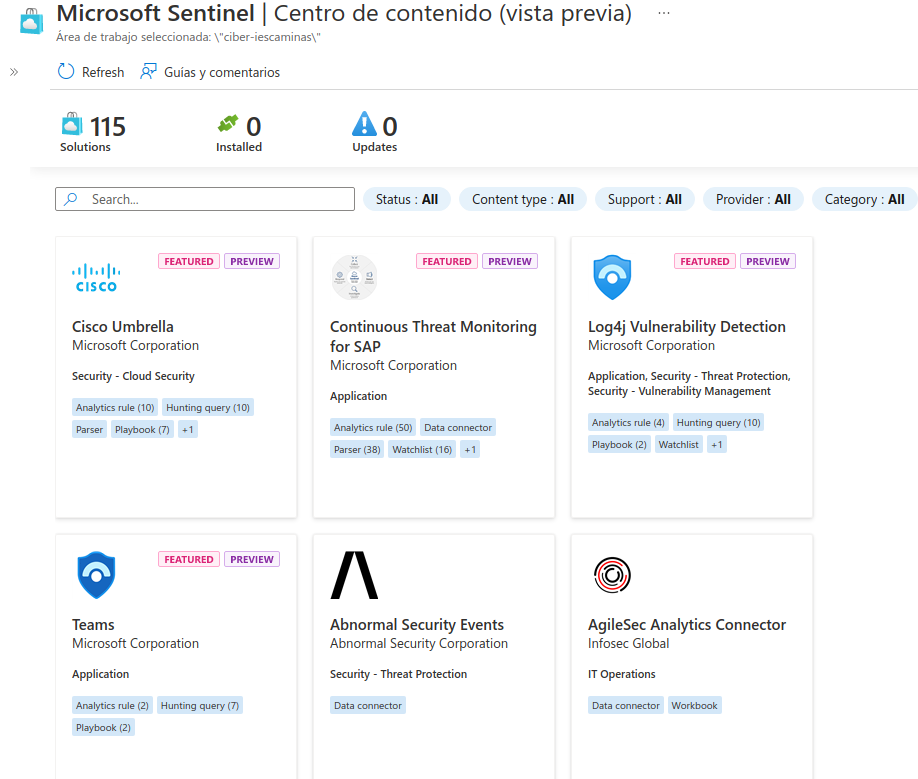 Microsoft Sentinel | Centro de contenido (vista previa) ...
Área de trabajo seleccionada: \"ciber-iescaminas\"
» Refresh Guías y comentarios
115 0 0
Solutions Installed Updates
Search... Status : All Content type : All Support : All Provider : All Category : All
CISCO FEATURED PREVIEW
Cisco Umbrella
Microsoft Corporation
Security - Cloud Security
Analytics rule (10) Hunting query (10)
Parser Playbook (7) +1
FEATURED PREVIEW
Continuous Threat Monitoring
for SAP
Microsoft Corporation
Application
Analytics rule (50) Data connector
Parser (38) Watchlist (16) +1
FEATURED PREVIEW
Log4j Vulnerability Detection
Microsoft Corporation
Application, Security - Threat Protection,
Security - Vulnerability Management
Analytics rule (4) Hunting query (10)
Playbook (2) Watchlist +1
FEATURED PREVIEW
Teams
Microsoft Corporation
Application
Analytics rule (2) Hunting query (7)
Playbook (2)
Abnormal Security Events
Abnormal Security Corporation
Security - Threat Protection
Data connector
AgileSec Analytics Connector
Infosec Global
IT Operations
Data connector Workbook